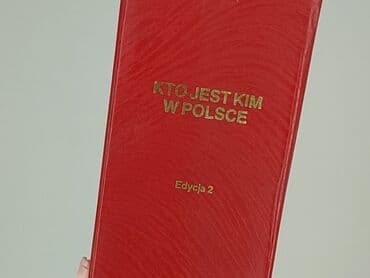 KTO JEST KIM
W POLSCE
Edycja 2